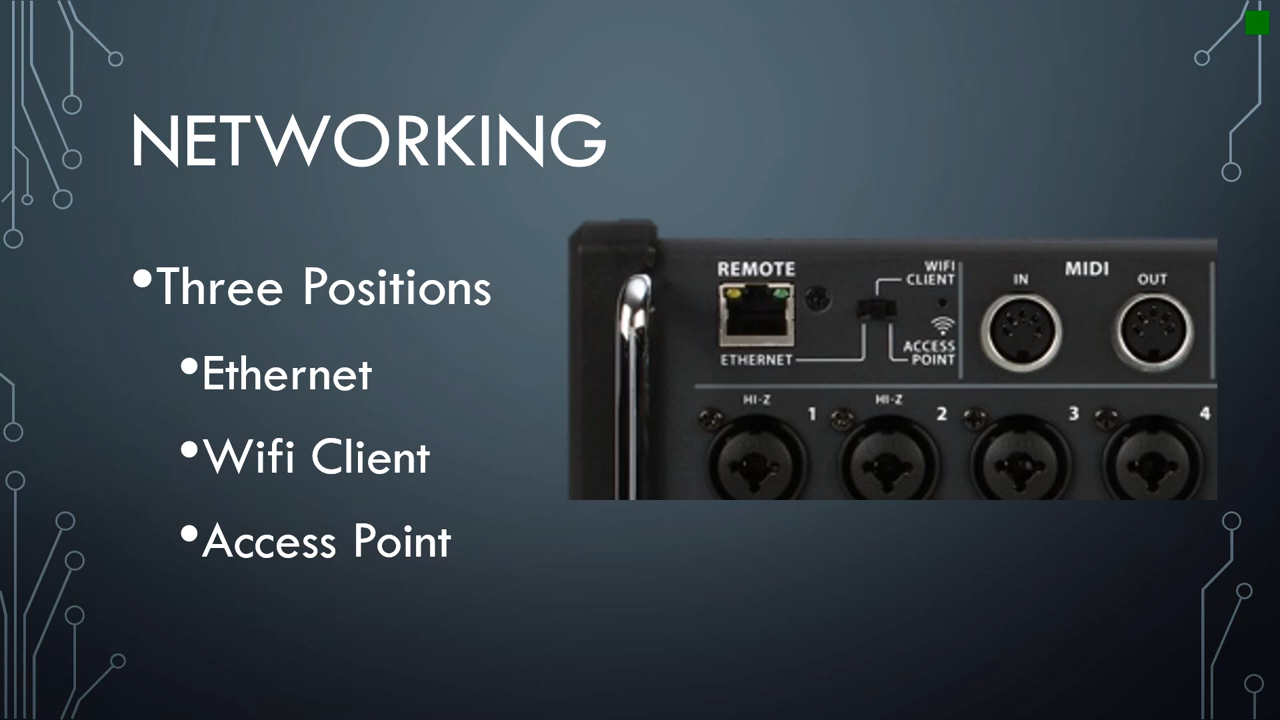 NETWORKING
•Three Positions
•Ethernet
•Wifi Client
•Access Point
REMOTE
ETHERNET
WIFI
CLIENT
ACCESS
POINT
MIDI
IN
OUT
HI-Z
1
HI-Z
2
3
4